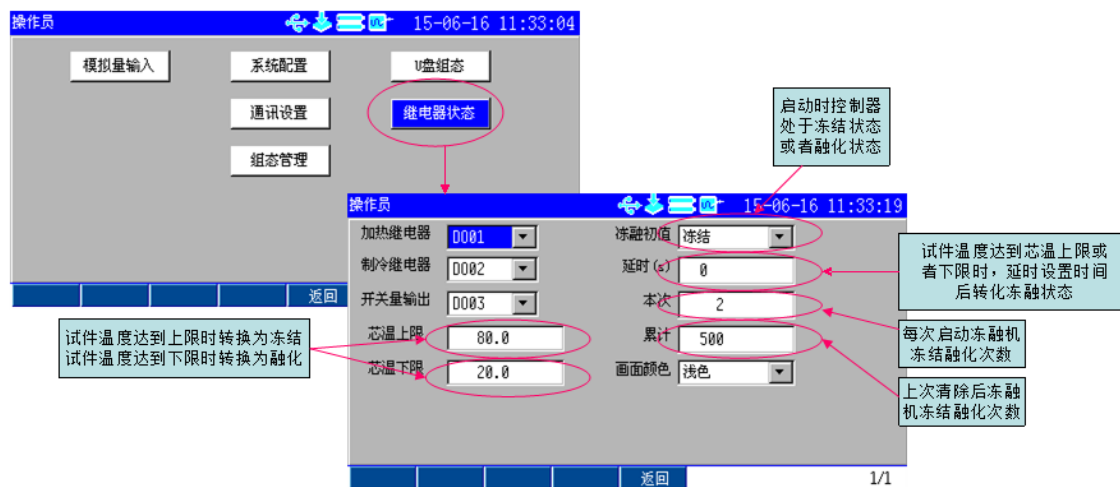 操作员
15-06-16 11:33:04
模拟量输入
系统配置
U盘组态
通讯设置
继电器状态
组态管理
返回
启动时控制器
处于冻结状态
或者融化状态
操作员
15-06-16 11:33:19
加热继电器
DO01
冻融初值
冻结
制冷继电器
DO02
延时(s)
0
开关量输出
DO03
本次
2
芯温上限
80.0
累计
500
芯温下限
20.0
画面颜色
浅色
返回
1/1
试件温度达到上限时转换为冻结
试件温度达到下限时转换为融化
试件温度达到芯温上限或
者下限时，延时设置时间
后转化冻融状态
每次启动冻融机
冻结融化次数
上次清除后冻融
机冻结融化次数